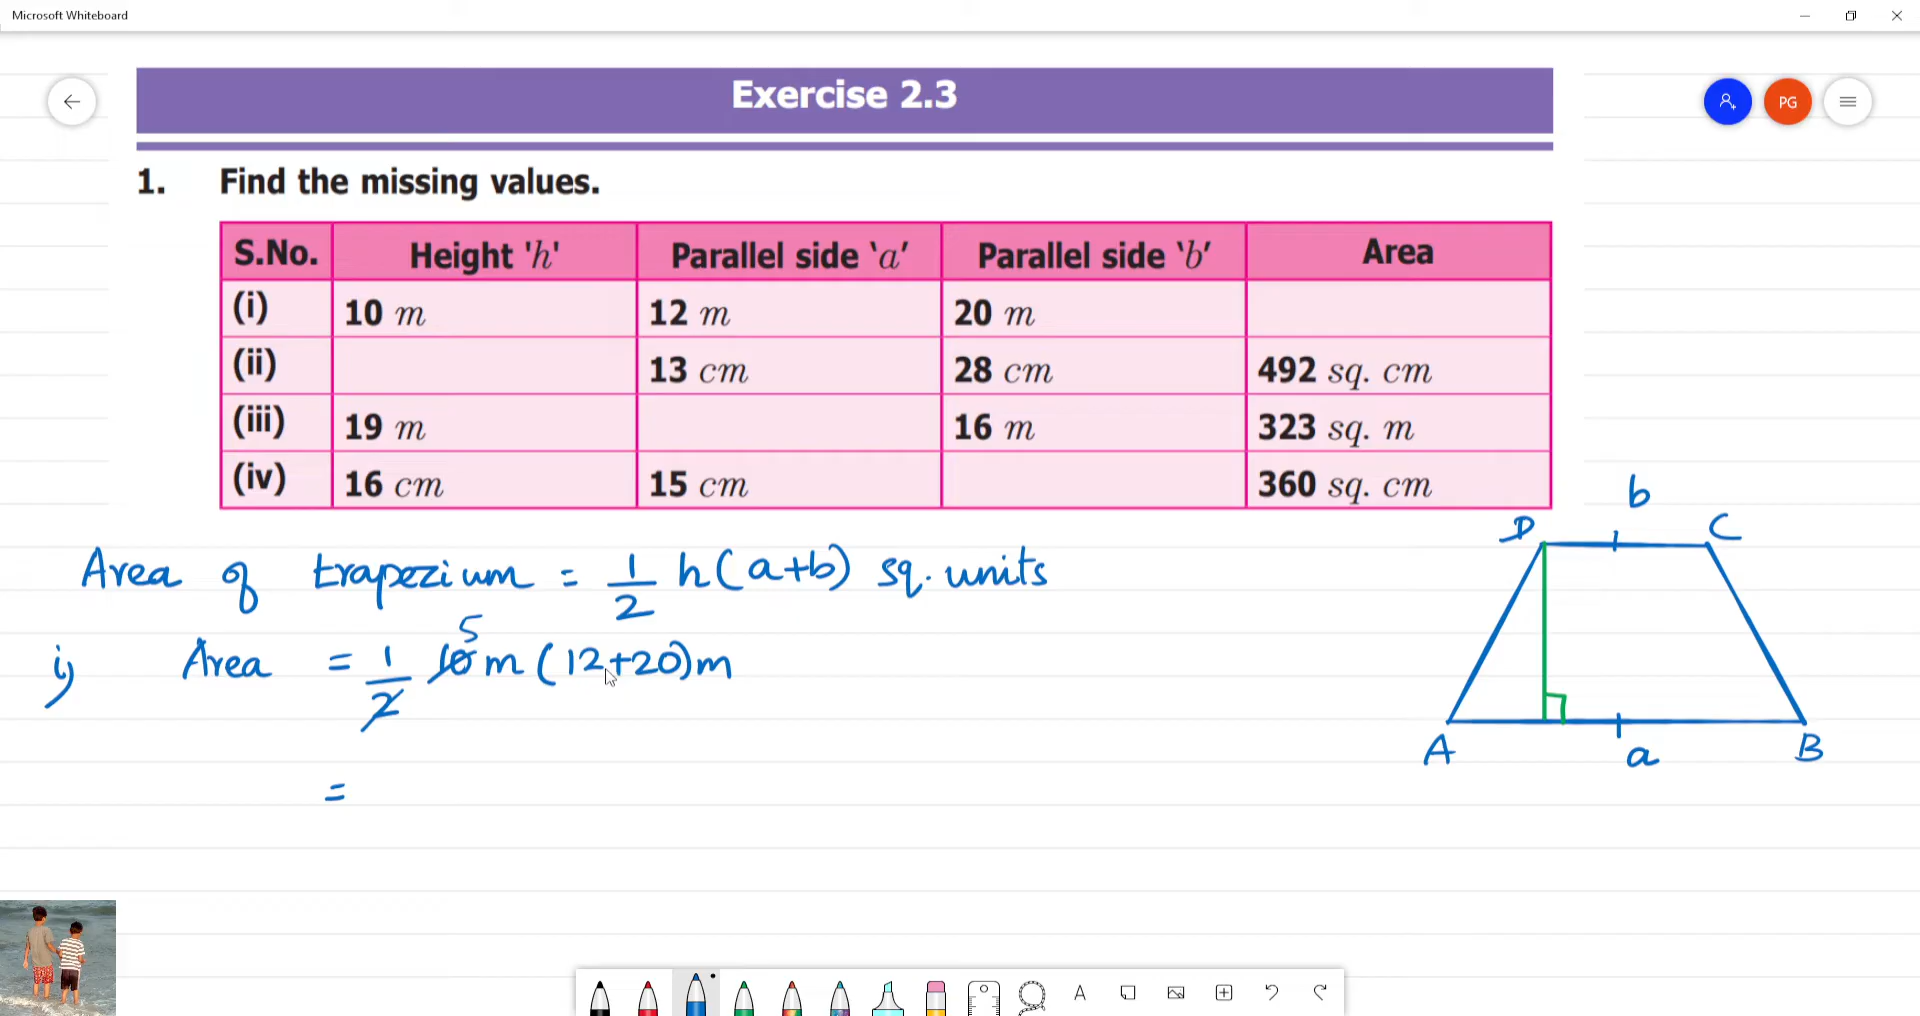 Microsoft Whiteboard
Exercise 2.3
PG
1. Find the missing values.
S.No. Height 'h' Parallel side ‘a’ Parallel side ‘b’ Area
(i) 10 m 12 m 20 m
(ii) 13 cm 28 cm 492 sq. cm
(iii) 19 m 16 m 323 sq. m
(iv) 16 cm 15 cm 360 sq. cm
b
D C
Area of trapezium = 1/2 h(a+b) sq. units
5
i) Area = 1/2 10 m (12+20)m
A a B
=
A